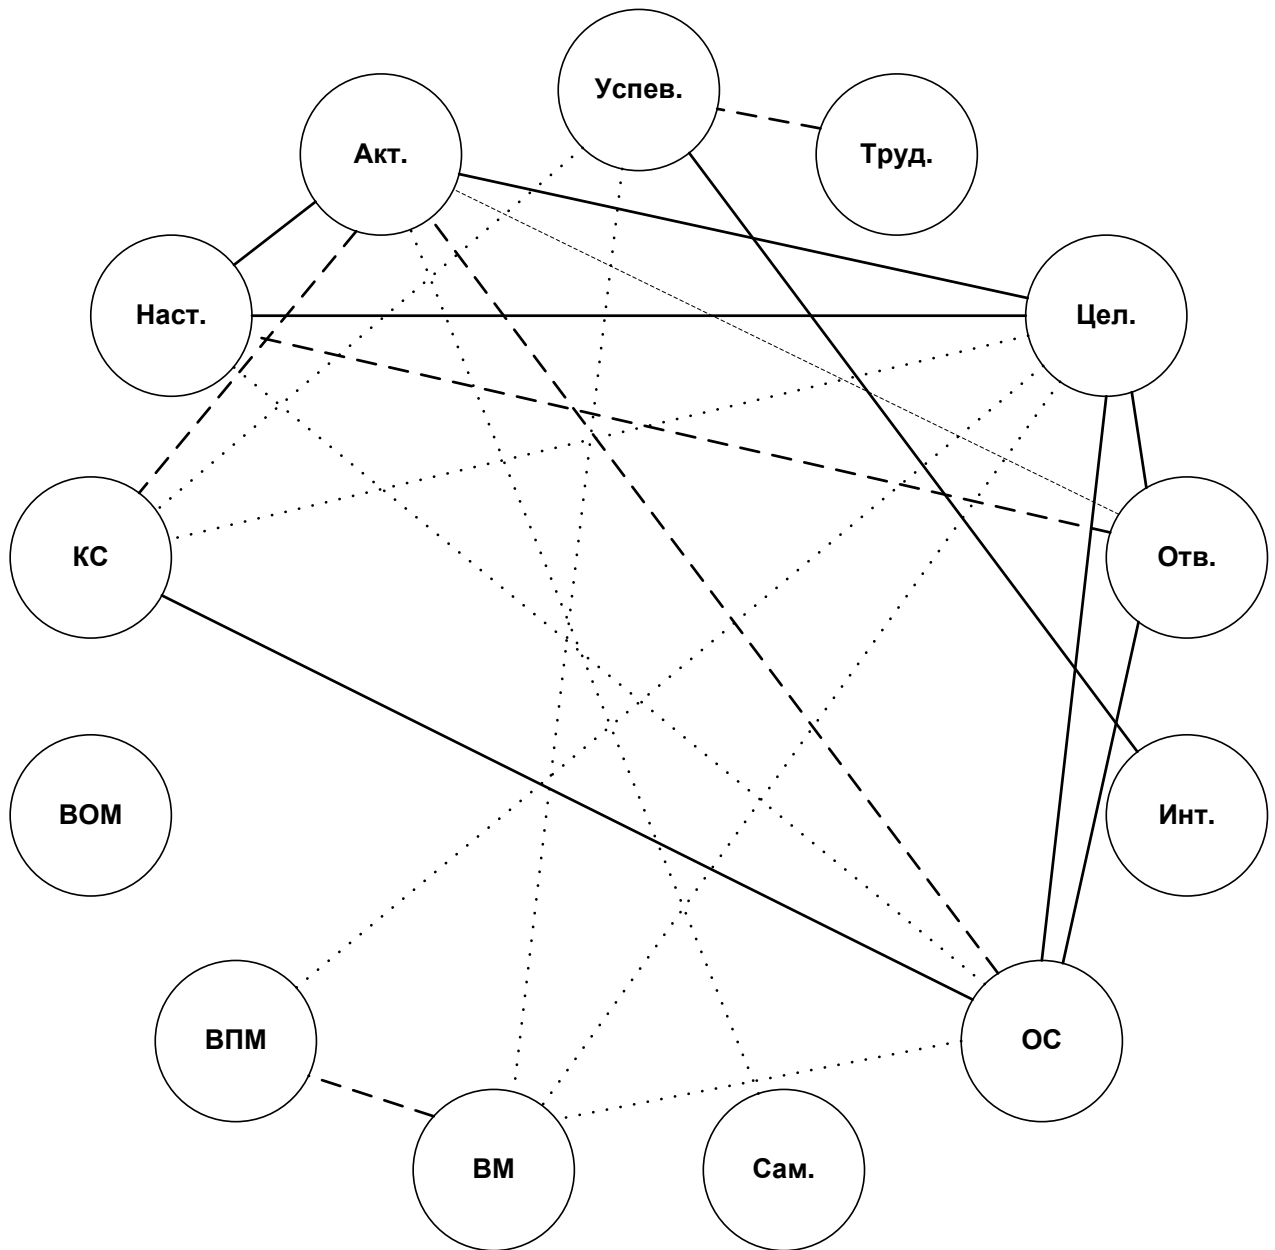 Успев.
Акт.
Труд.
Наст.
Цел.
КС
Отв.
ВОМ
Инт.
ВПМ
ОС
ВМ
Сам.